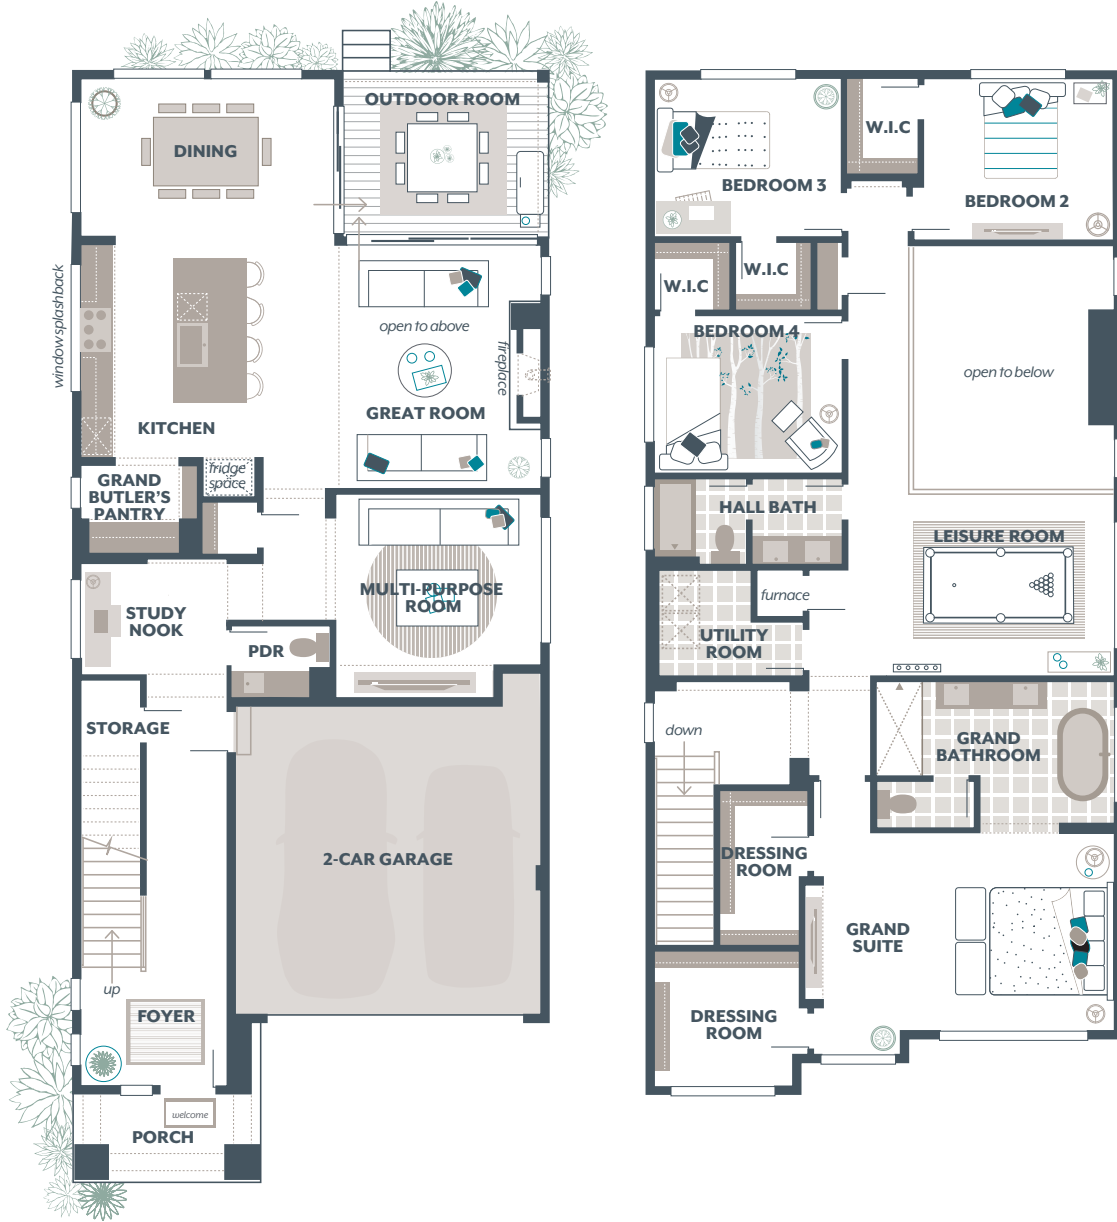 OUTDOOR ROOM
DINING
window splashback
open to above
fireplace
GREAT ROOM
KITCHEN
fridge
space
GRAND
BUTLER'S
PANTRY
MULTI-PURPOSE
ROOM
STUDY
NOOK
PDR
STORAGE
2-CAR GARAGE
up
FOYER
welcome
PORCH
W.I.C
BEDROOM 3
BEDROOM 2
W.I.C
W.I.C
BEDROOM 4
open to below
HALL BATH
LEISURE ROOM
furnace
UTILITY
ROOM
down
GRAND
BATHROOM
DRESSING
ROOM
GRAND
SUITE
DRESSING
ROOM